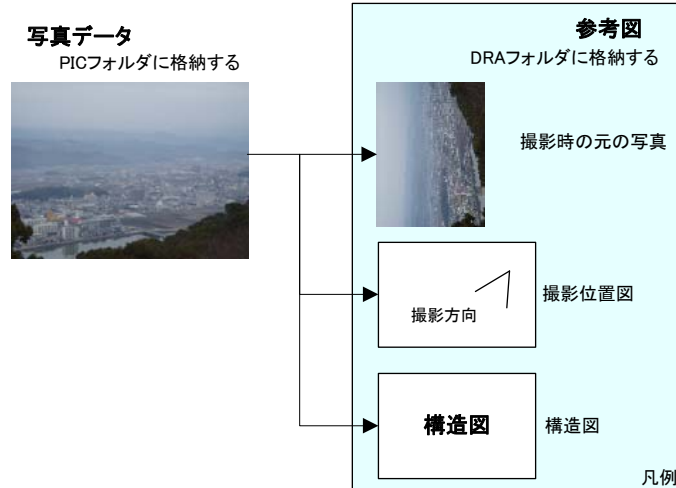 写真データ
PICフォルダに格納する
参考図
DRAフォルダに格納する
撮影時の元の写真
撮影方向
撮影位置図
構造図
構造図
凡例